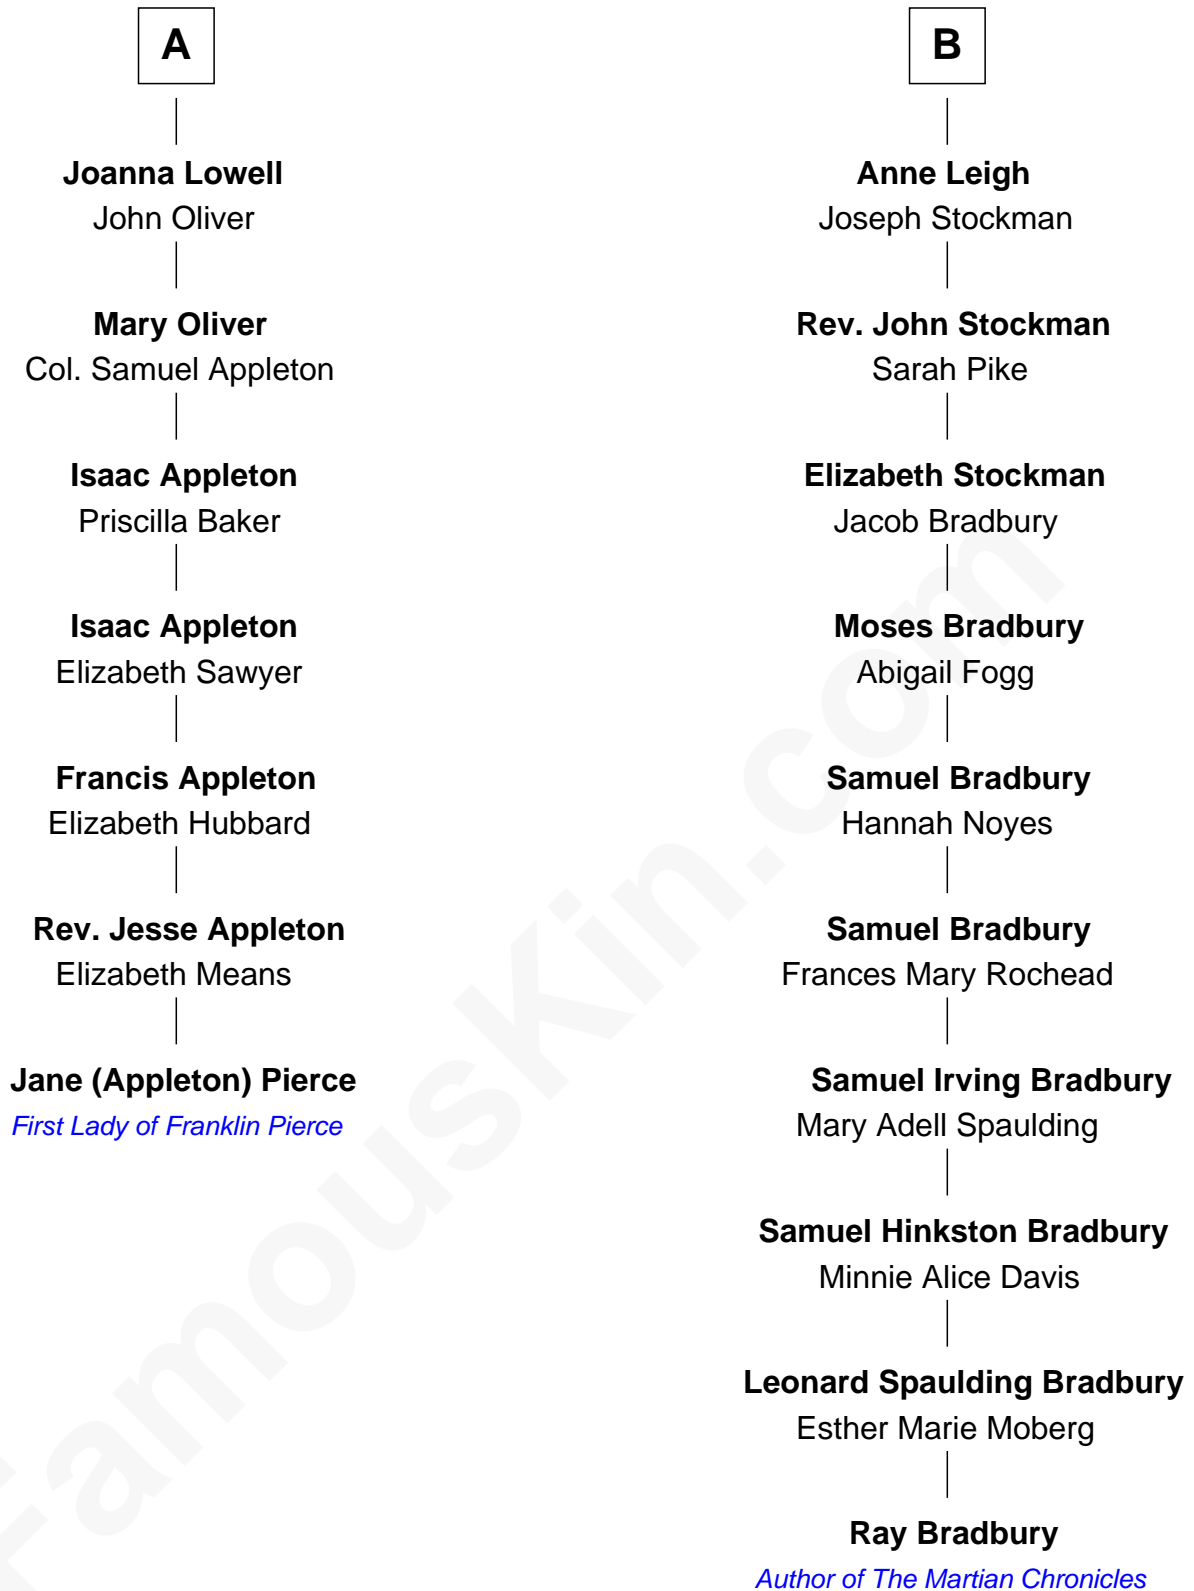 A
Joanna Lowell
John Oliver
Mary Oliver
Col. Samuel Appleton
Isaac Appleton
Priscilla Baker
Isaac Appleton
Elizabeth Sawyer
Francis Appleton
Elizabeth Hubbard
Rev. Jesse Appleton
Elizabeth Means
Jane (Appleton) Pierce
First Lady of Franklin Pierce
B
Anne Leigh
Joseph Stockman
Rev. John Stockman
Sarah Pike
Elizabeth Stockman
Jacob Bradbury
Moses Bradbury
Abigail Fogg
Samuel Bradbury
Hannah Noyes
Samuel Bradbury
Frances Mary Rochead
Samuel Irving Bradbury
Mary Adell Spaulding
Samuel Hinkston Bradbury
Minnie Alice Davis
Leonard Spaulding Bradbury
Esther Marie Moberg
Ray Bradbury
Author of The Martian Chronicles
FamousKin.com